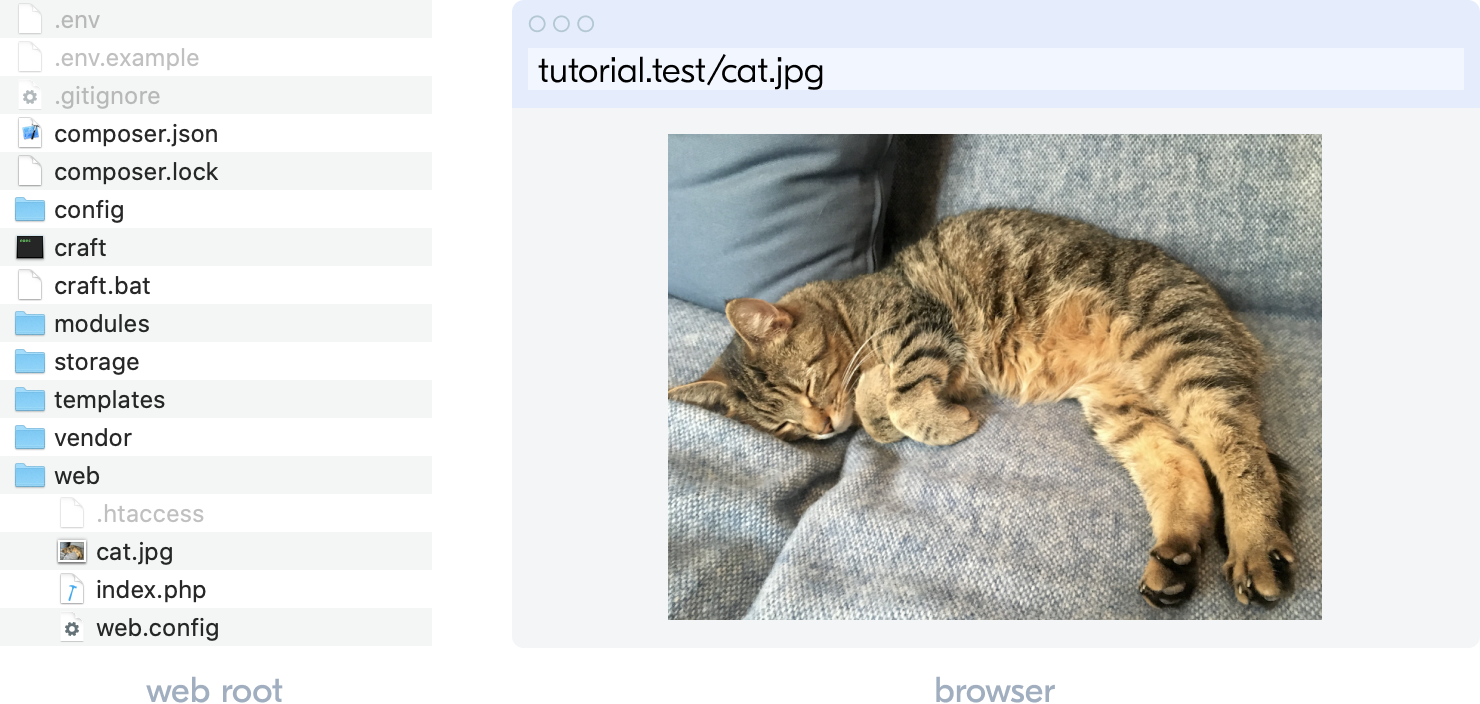 .env
.env.example
.gitignore
composer.json
composer.lock
config
craft
craft.bat
modules
storage
templates
vendor
web
.htaccess
cat.jpg
index.php
web.config
web root
tutorial.test/cat.jpg
browser